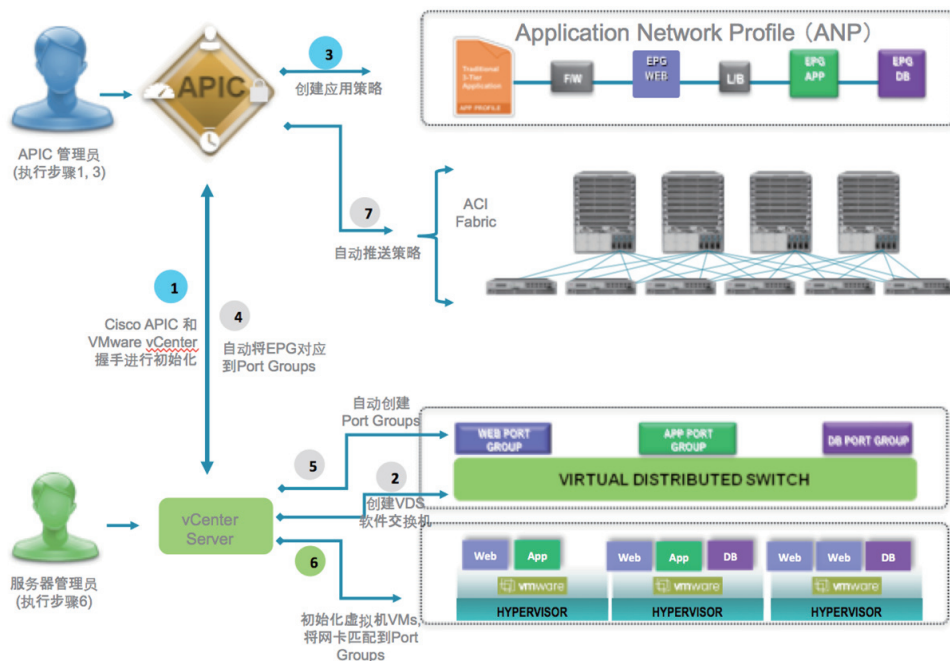 Application Network Profile（ANP）
Traditional
3-Tier
Application
APP PROFILE
F/W
EPG
WEB
L/B
EPG
APP
EPG
DB
APIC
3
创建应用策略
APIC 管理员
(执行步骤1, 3)
7
自动推送策略
ACI
Fabric
1
Cisco APIC 和
VMware vCenter
握手进行初始化
4
自动将EPG对应
到Port Groups
自动创建
Port Groups
5
2
创建VDS
软件交换机
WEB PORT
GROUP
APP PORT
GROUP
DB PORT GROUP
VIRTUAL DISTRIBUTED SWITCH
vCenter
Server
服务器管理员
(执行步骤6)
6
初始化虚拟机VMs,
将网卡匹配到Port
Groups
Web
App
vmware
HYPERVISOR
Web
App
DB
vmware
HYPERVISOR
Web
Web
DB
vmware
HYPERVISOR